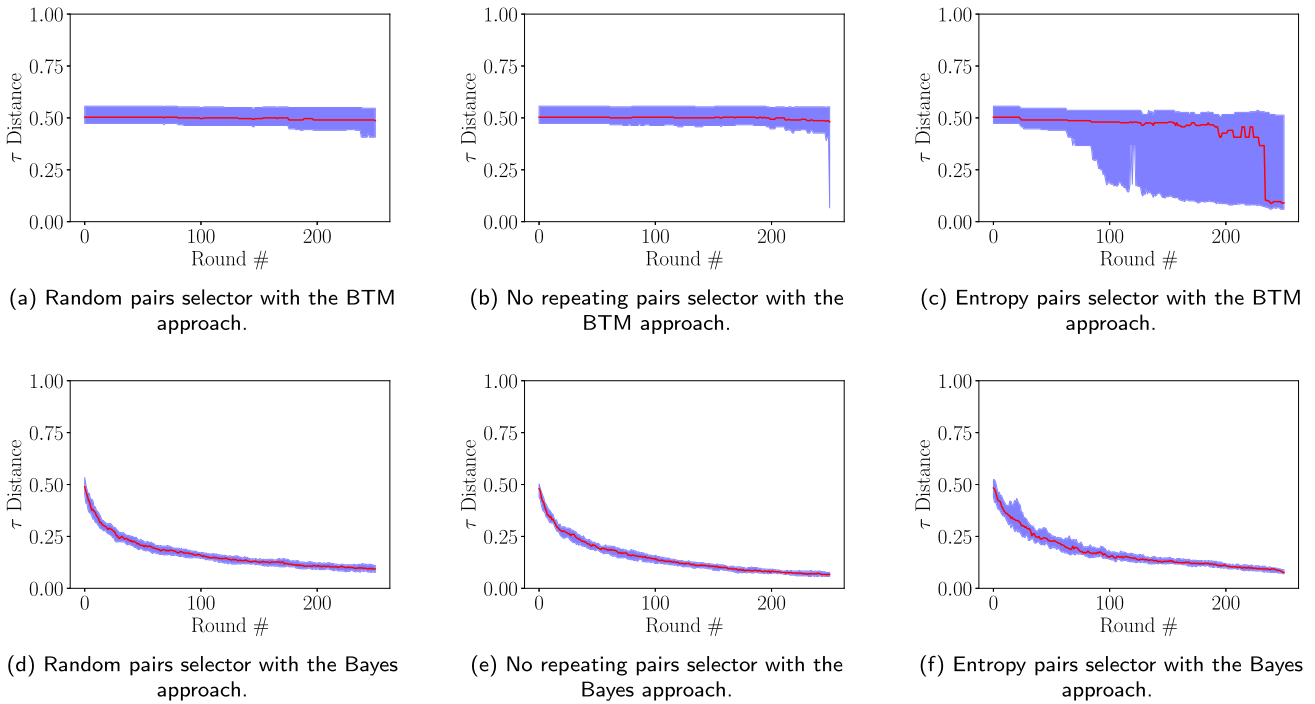 1.00
0.75
0.50
0.25
0.00
τ Distance
0
100
200
Round #
(a) Random pairs selector with the BTM
approach.
1.00
0.75
0.50
0.25
0.00
τ Distance
0
200
Round #
(b) No repeating pairs selector with the
BTM approach.
1.00
0.75
0.50
0.25
0.00
τ Distance
0
100
200
Round #
(c) Entropy pairs selector with the BTM
approach.
1.00
0.75
0.50
0.25
0.00
τ Distance
0
100
200
Round #
(d) Random pairs selector with the Bayes
approach.
1.00
0.75
0.50
0.25
0.00
τ Distance
0
100
200
Round #
(e) No repeating pairs selector with the
Bayes approach.
1.00
0.75
0.50
0.25
0.00
τ Distance
0
100
200
Round #
(f) Entropy pairs selector with the Bayes
approach.